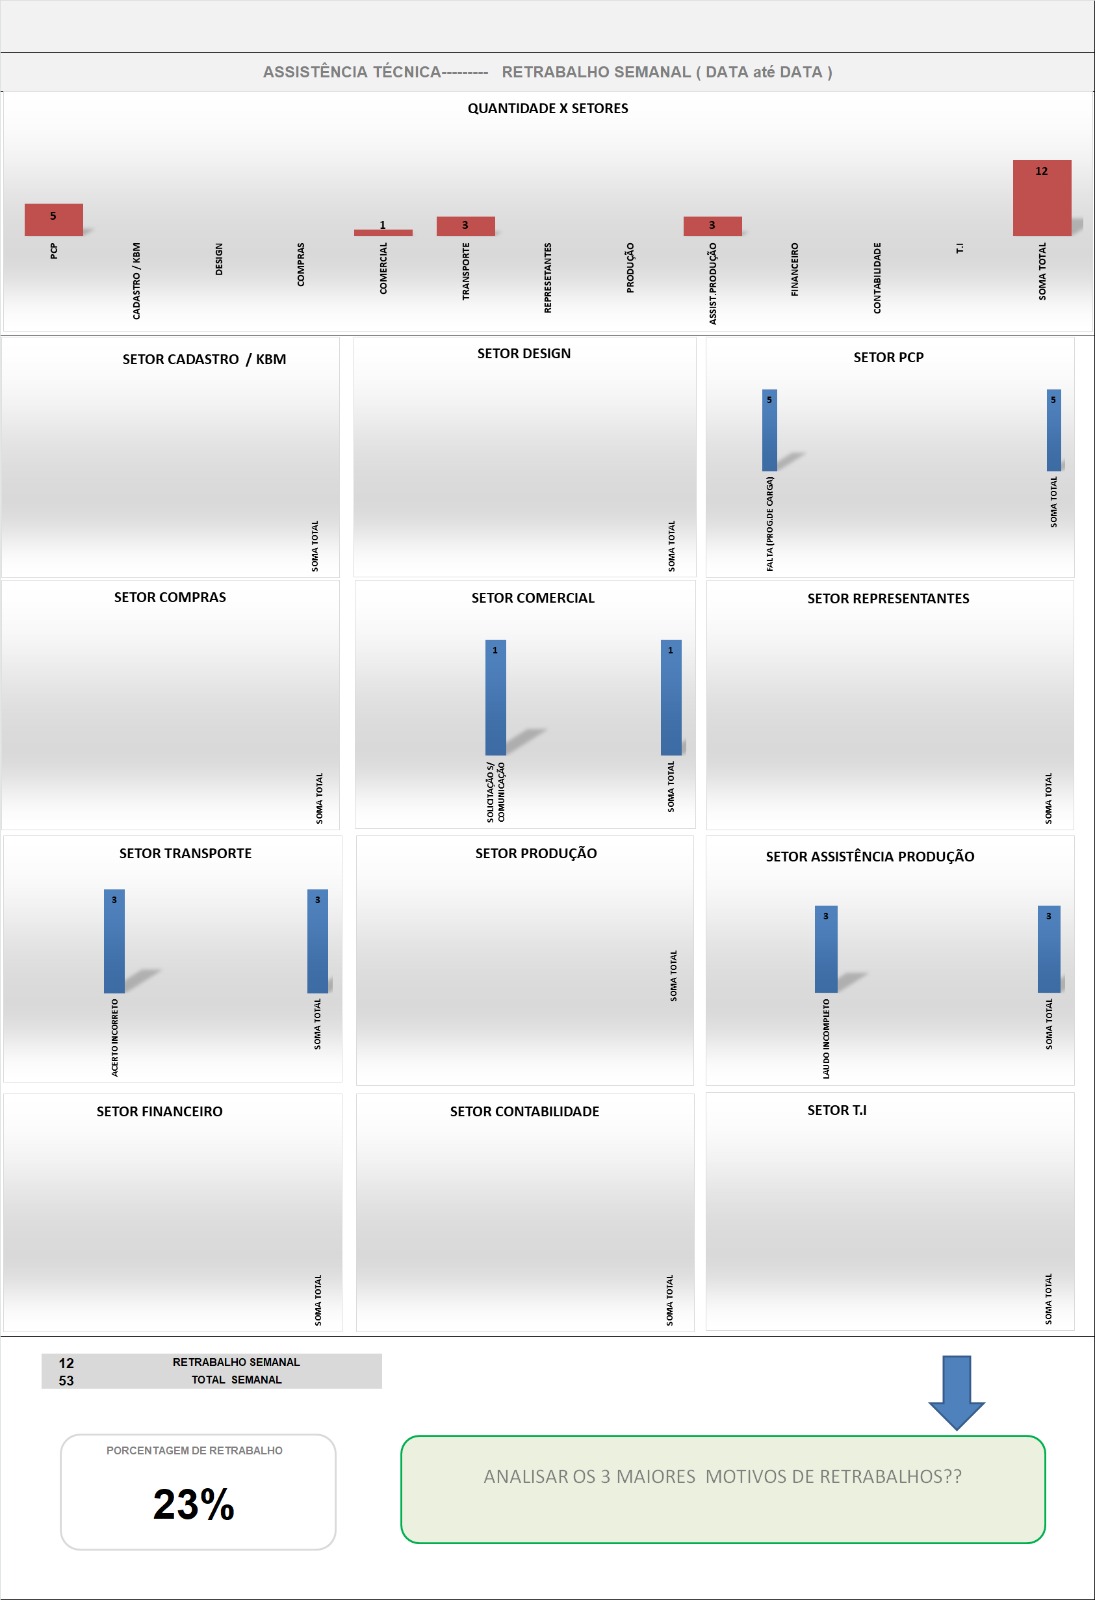 ASSISTÊNCIA TÉCNICA---------   RETRABALHO SEMANAL ( DATA até DATA )
QUANTIDADE X SETORES
5
1
3
3
12
PCP
CADASTRO / KBM
DESIGN
COMPRAS
COMERCIAL
TRANSPORTE
REPRESETANTES
PRODUÇÃO
ASSIST.PRODUÇÃO
FINANCEIRO
CONTABILIDADE
T.I
SOMA TOTAL
SETOR CADASTRO  / KBM
SOMA TOTAL
SETOR DESIGN
SOMA TOTAL
SETOR PCP
5
5
FALTA (PROG.DE CARGA)
SOMA TOTAL
SETOR COMPRAS
SOMA TOTAL
SETOR COMERCIAL
1
1
SOLICITAÇÃO S/
COMUNICAÇÃO
SOMA TOTAL
SETOR REPRESENTANTES
SOMA TOTAL
SETOR TRANSPORTE
3
3
ACERTO INCORRETO
SOMA TOTAL
SETOR PRODUÇÃO
SOMA TOTAL
SETOR ASSISTÊNCIA PRODUÇÃO
3
3
LAUDO INCOMPLETO
SOMA TOTAL
SETOR FINANCEIRO
SOMA TOTAL
SETOR CONTABILIDADE
SOMA TOTAL
SETOR T.I
SOMA TOTAL
12 RETRABALHO SEMANAL
53 TOTAL  SEMANAL
PORCENTAGEM DE RETRABALHO
23%
ANALISAR OS 3 MAIORES  MOTIVOS DE RETRABALHOS??